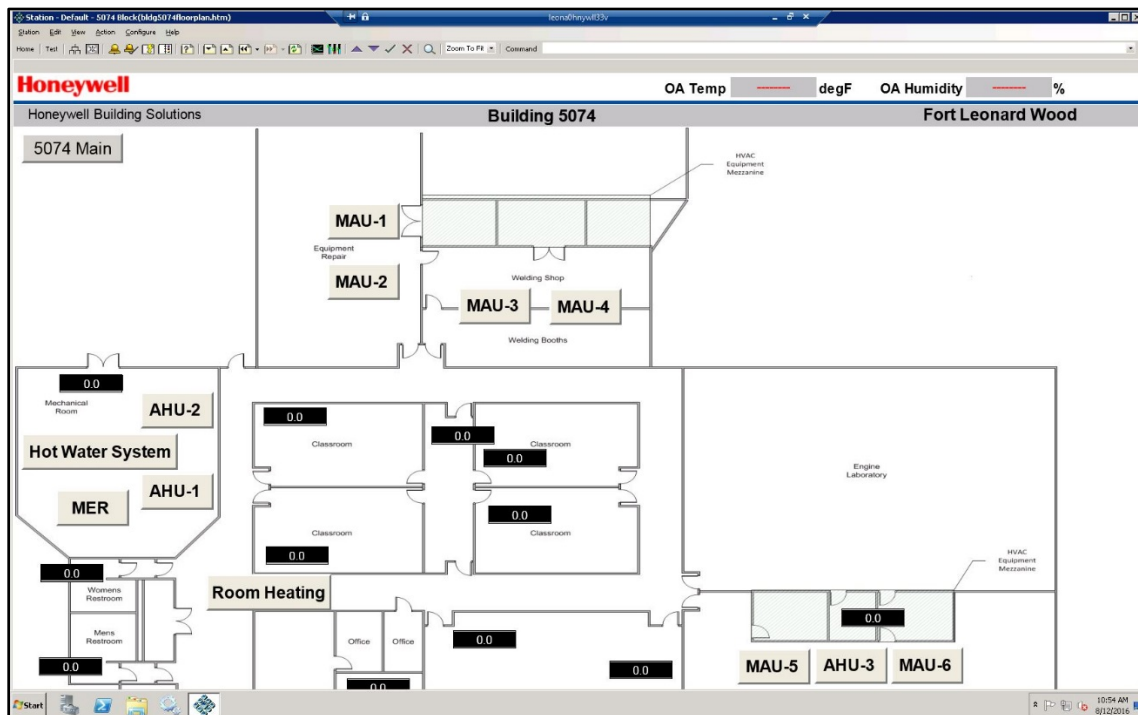 Station - Default - 5074 Block(bldg5074floorplan.htm)
leona0hnywll33v
Station Edit View Action Configure Help
Home Test Zoom To Fit Command
Honeywell
OA Temp -------- degF OA Humidity -------- %
Honeywell Building Solutions Building 5074 Fort Leonard Wood
5074 Main
HVAC
Equipment
Mezzanine
MAU-1
Equipment
Repair
MAU-2
Welding Shop
MAU-3 MAU-4
Welding Booths
0.0
Mechanical
Room
AHU-2
Hot Water System
AHU-1
MER
0.0
Classroom
0.0
Classroom
0.0
0.0
Classroom
Classroom
0.0
Engine
Laboratory
HVAC
Equipment
Mezzanine
0.0
Womens
Restroom
Room Heating
Mens
Restroom
0.0
Office Office
0.0
0.0
0.0
0.0
MAU-5 AHU-3 MAU-6
Start
10:54 AM
8/12/2016